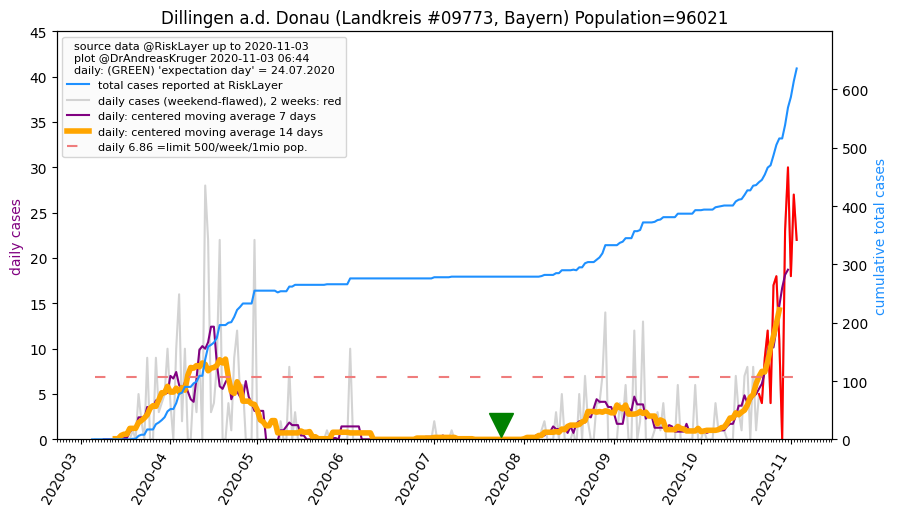 Dillingen a.d. Donau (Landkreis #09773, Bayern) Population=96021
source data @RiskLayer up to 2020-11-03
plot @DrAndreasKruger 2020-11-03 06:44
daily: (GREEN) 'expectation day' = 24.07.2020
total cases reported at RiskLayer
daily cases (weekend-flawed), 2 weeks: red
daily: centered moving average 7 days
daily: centered moving average 14 days
daily 6.86 =limit 500/week/1mio pop.
daily cases
45
40
35
30
25
20
15
10
5
0
cumulative total cases
600
500
400
300
200
100
0
2020-03
2020-04
2020-05
2020-06
2020-07
2020-08
2020-09
2020-10
2020-11